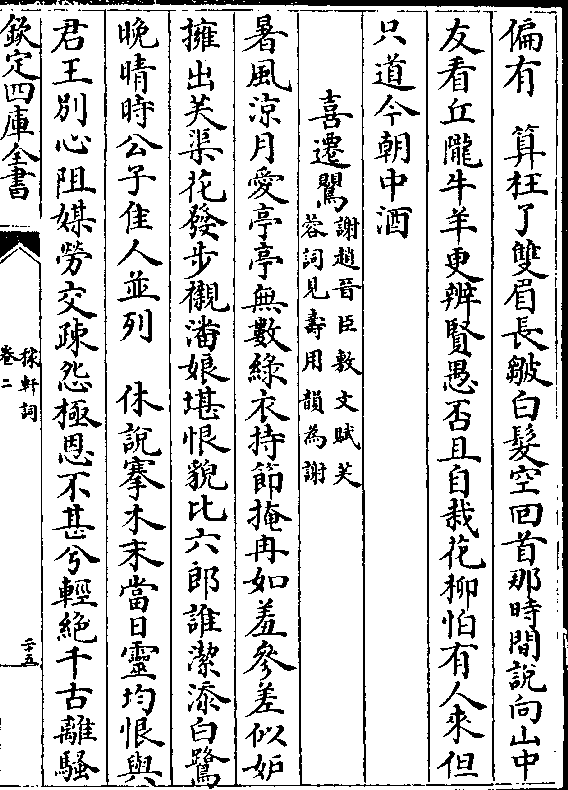 偏有　算枉了雙眉長皺白髮空回首那時閒說向山中
友看丘隴牛羊更辨賢愚否且自栽花柳怕有人來但
只道今朝中酒
喜遷鶯
謝趙晉臣敷文賦芙
蓉詞見壽用韻為謝
暑風涼月愛亭亭無數綠衣持節掩冉如羞參差似妒
擁出芙渠花發步襯潘娘堪恨貌比六郎誰潔添白鷺
晚晴時公子佳人並列　休說搴木末當日靈均恨與
君王別心阻媒勞交疎怨極恩不甚兮輕絶千古離騷
欽定四庫全書
稼軒詞
卷二
二十五